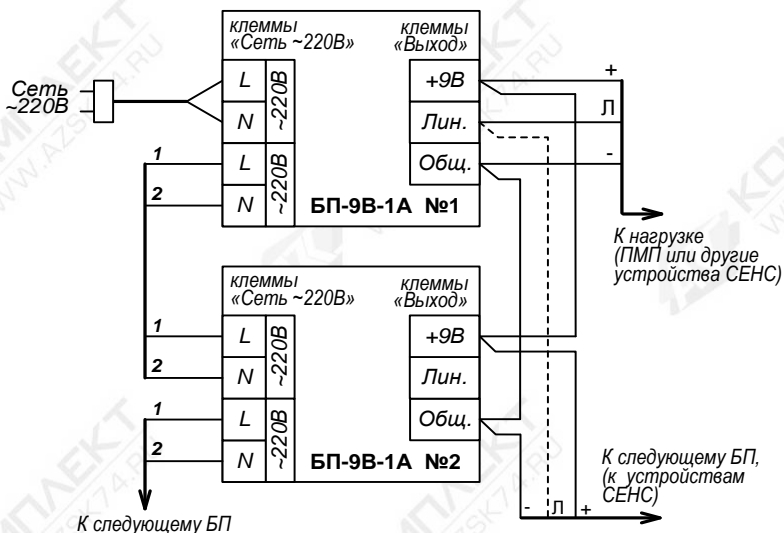 клеммы
«Сеть ~220В»
клеммы
«Выход»
Сеть
~220В
L
N
~220В
L
N
~220В
+9В
Лин.
Общ.
БП-9В-1А №1
1
2
+
Л
-
К нагрузке
(ПМП или другие
устройства СЕНС)
клеммы
«Сеть ~220В»
клеммы
«Выход»
1
2
L
N
~220В
L
N
~220В
+9В
Лин.
Общ.
БП-9В-1А №2
1
2
К следующему БП
- Л +
К следующему БП,
(к устройствам
СЕНС)